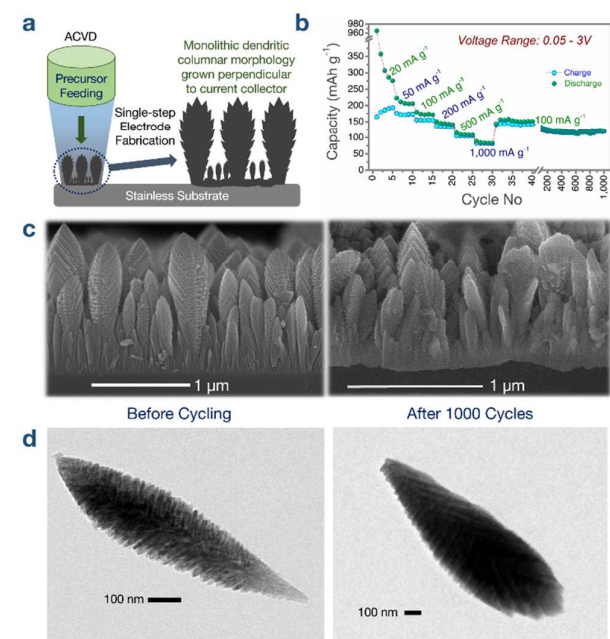 a
ACVD
Precursor
Feeding
Single-step
Electrode
Fabrication
Monolithic dendritic
columnar morphology
grown perpendicular
to current collector
Stainless Substrate
b
Capacity (mAh g⁻¹)
980
960
400
350
300
250
200
150
100
50
0
Voltage Range: 0.05 - 3V
Charge
Discharge
20 mA g⁻¹
50 mA g⁻¹
100 mA g⁻¹
200 mA g⁻¹
500 mA g⁻¹
1,000 mA g⁻¹
100 mA g⁻¹
0 5 10 15 20 25 30 35 40 200 400 600 800 1,000
Cycle No
c
1 µm
1 µm
Before Cycling
After 1000 Cycles
d
100 nm
100 nm